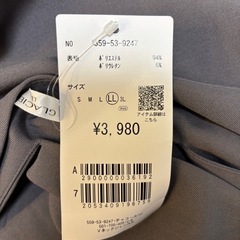 NO 559-53-9247
表地 ポリエステル 94%
ポリウレタン 6%
サイズ
S M L LL 3L
アイテム詳細は
こちら
¥3,980
A
2900000036192
7
GLACIER